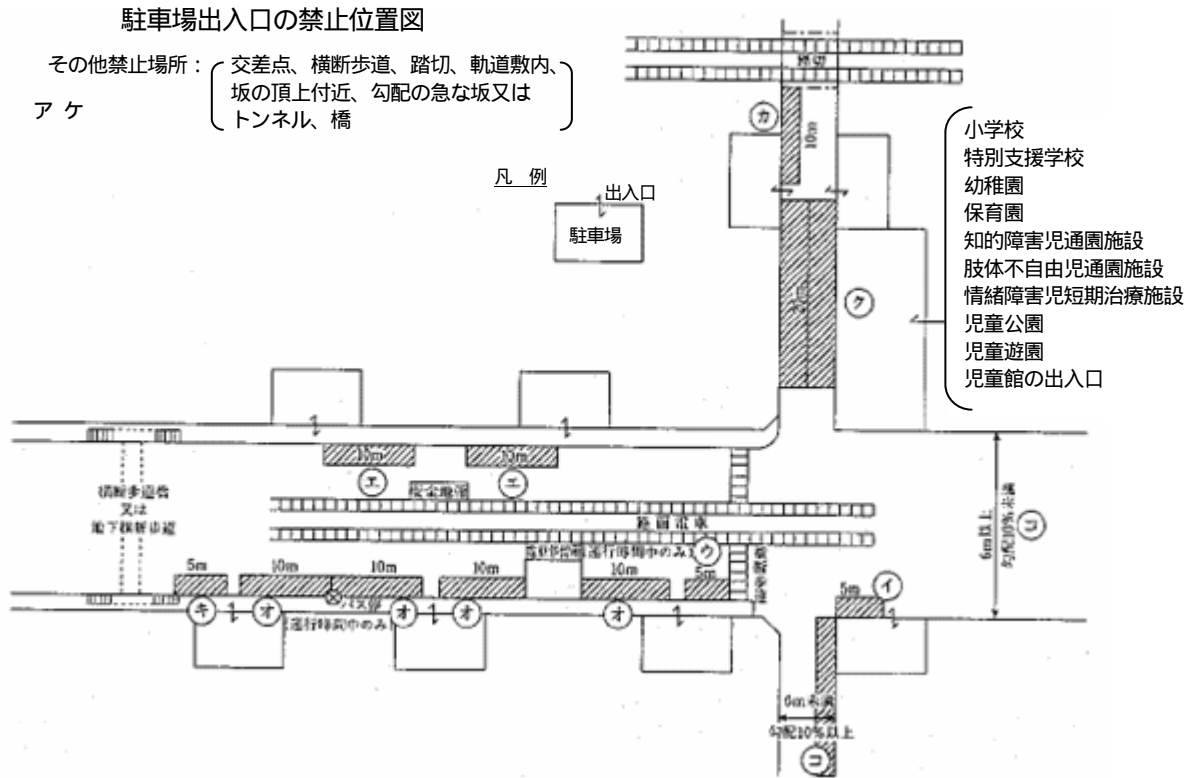 駐車場出入口の禁止位置図
その他禁止場所：
交差点、横断歩道、踏切、軌道敷内、
坂の頂上付近、勾配の急な坂又は
トンネル、橋
ア ケ
踏切
カ
10m
凡 例
出入口
駐車場
小学校
特別支援学校
幼稚園
保育園
知的障害児通園施設
肢体不自由児通園施設
情緒障害児短期治療施設
児童公園
児童遊園
児童館の出入口
ク
10m
10m
エ
エ
安全地帯
横断歩道橋
又は
地下横断歩道
路面電車
(運行時間中のみ)
ウ
横断歩道
5m
10m
10m
10m
10m
5m
バス停
キ
オ
オ
オ
オ
(運行時間中のみ)
6m以上
勾配10%未満
コ
イ
5m
6m未満
勾配10%以上
コ